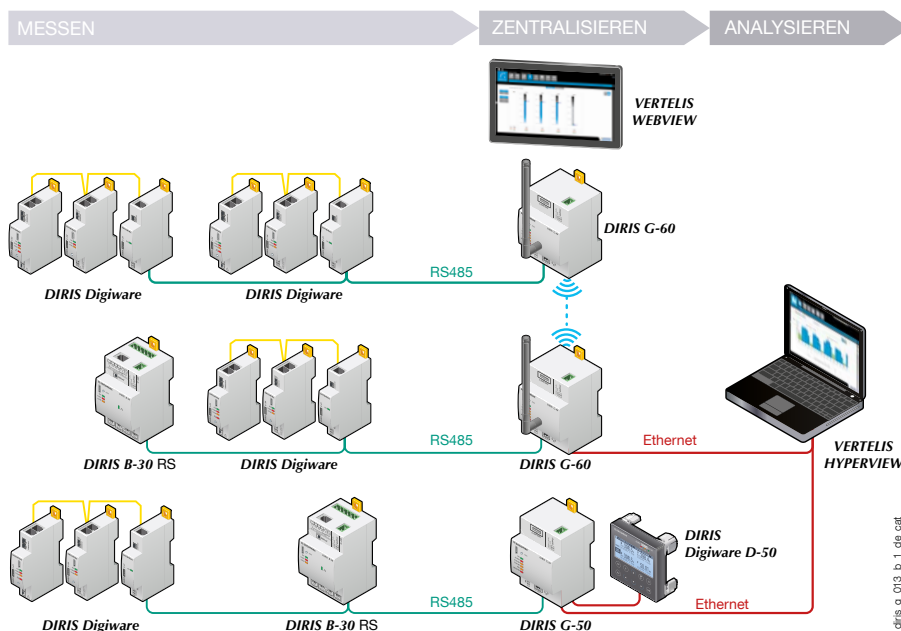 MESSEN
ZENTRALISIEREN
ANALYSIEREN
VERTELIS
WEBVIEW
DIRIS G-60
RS485
DIRIS Digiware
DIRIS Digiware
RS485
Ethernet
DIRIS B-30 RS
DIRIS Digiware
DIRIS G-60
VERTELIS
HYPERVIEW
DIRIS
Digiware D-50
RS485
Ethernet
DIRIS Digiware
DIRIS B-30 RS
DIRIS G-50
diris_g_013_b_1_de_cat